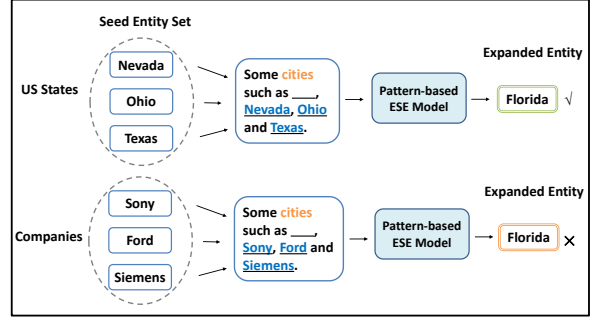 Seed Entity Set
Expanded Entity
US States
Nevada
Ohio
Texas
Some cities
such as ___,
Nevada, Ohio
and Texas.
Pattern-based
ESE Model
Florida
√
Expanded Entity
Companies
Sony
Ford
Siemens
Some cities
such as ___,
Sony, Ford and
Siemens.
Pattern-based
ESE Model
Florida
×